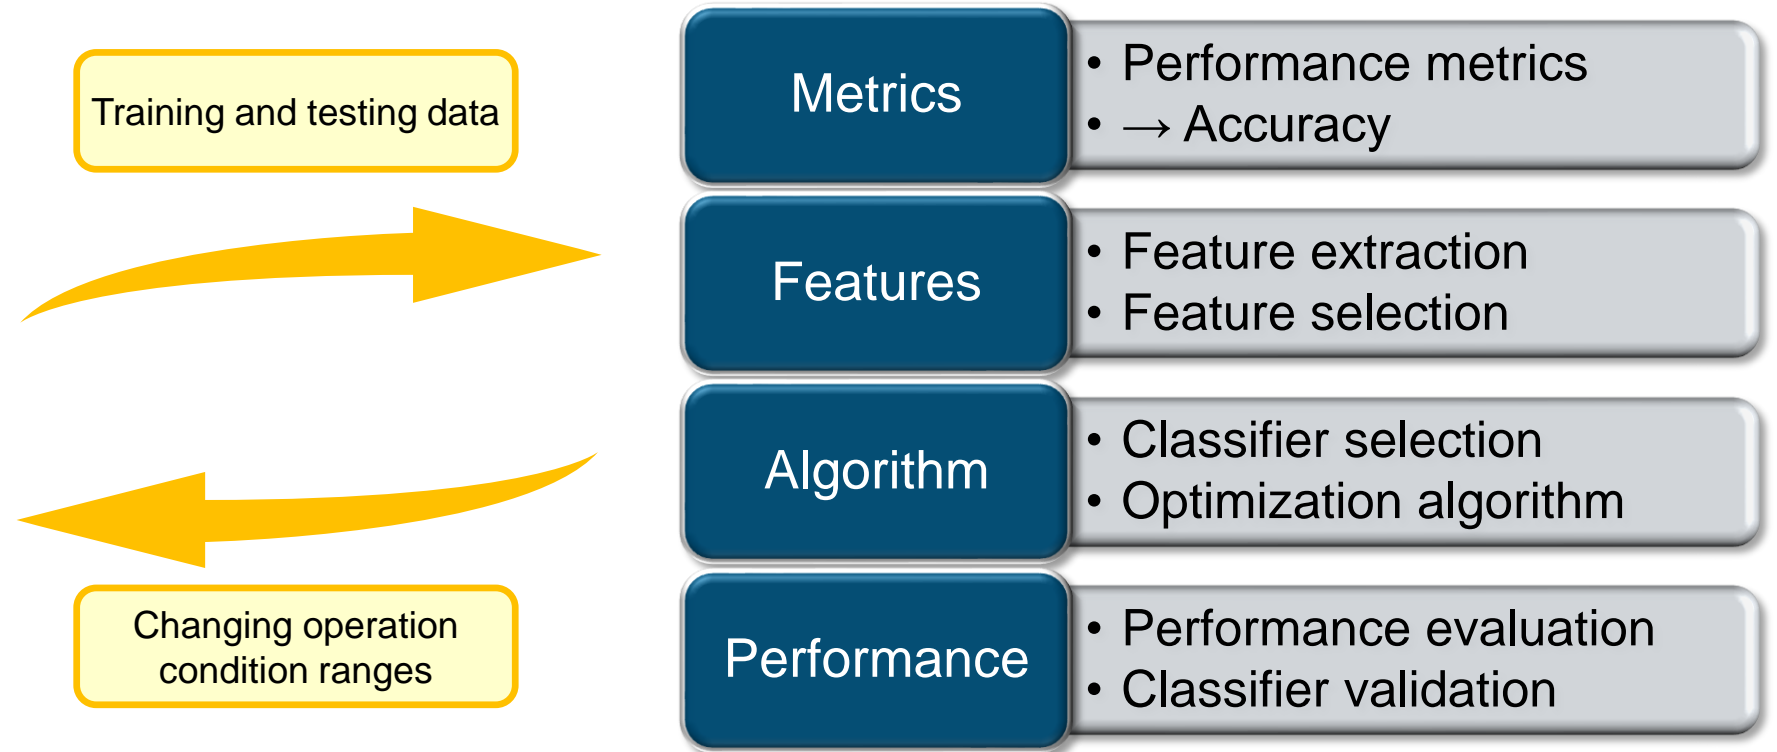 Training and testing data
Metrics
• Performance metrics
• → Accuracy
Features
• Feature extraction
• Feature selection
Algorithm
• Classifier selection
• Optimization algorithm
Changing operation
condition ranges
Performance
• Performance evaluation
• Classifier validation